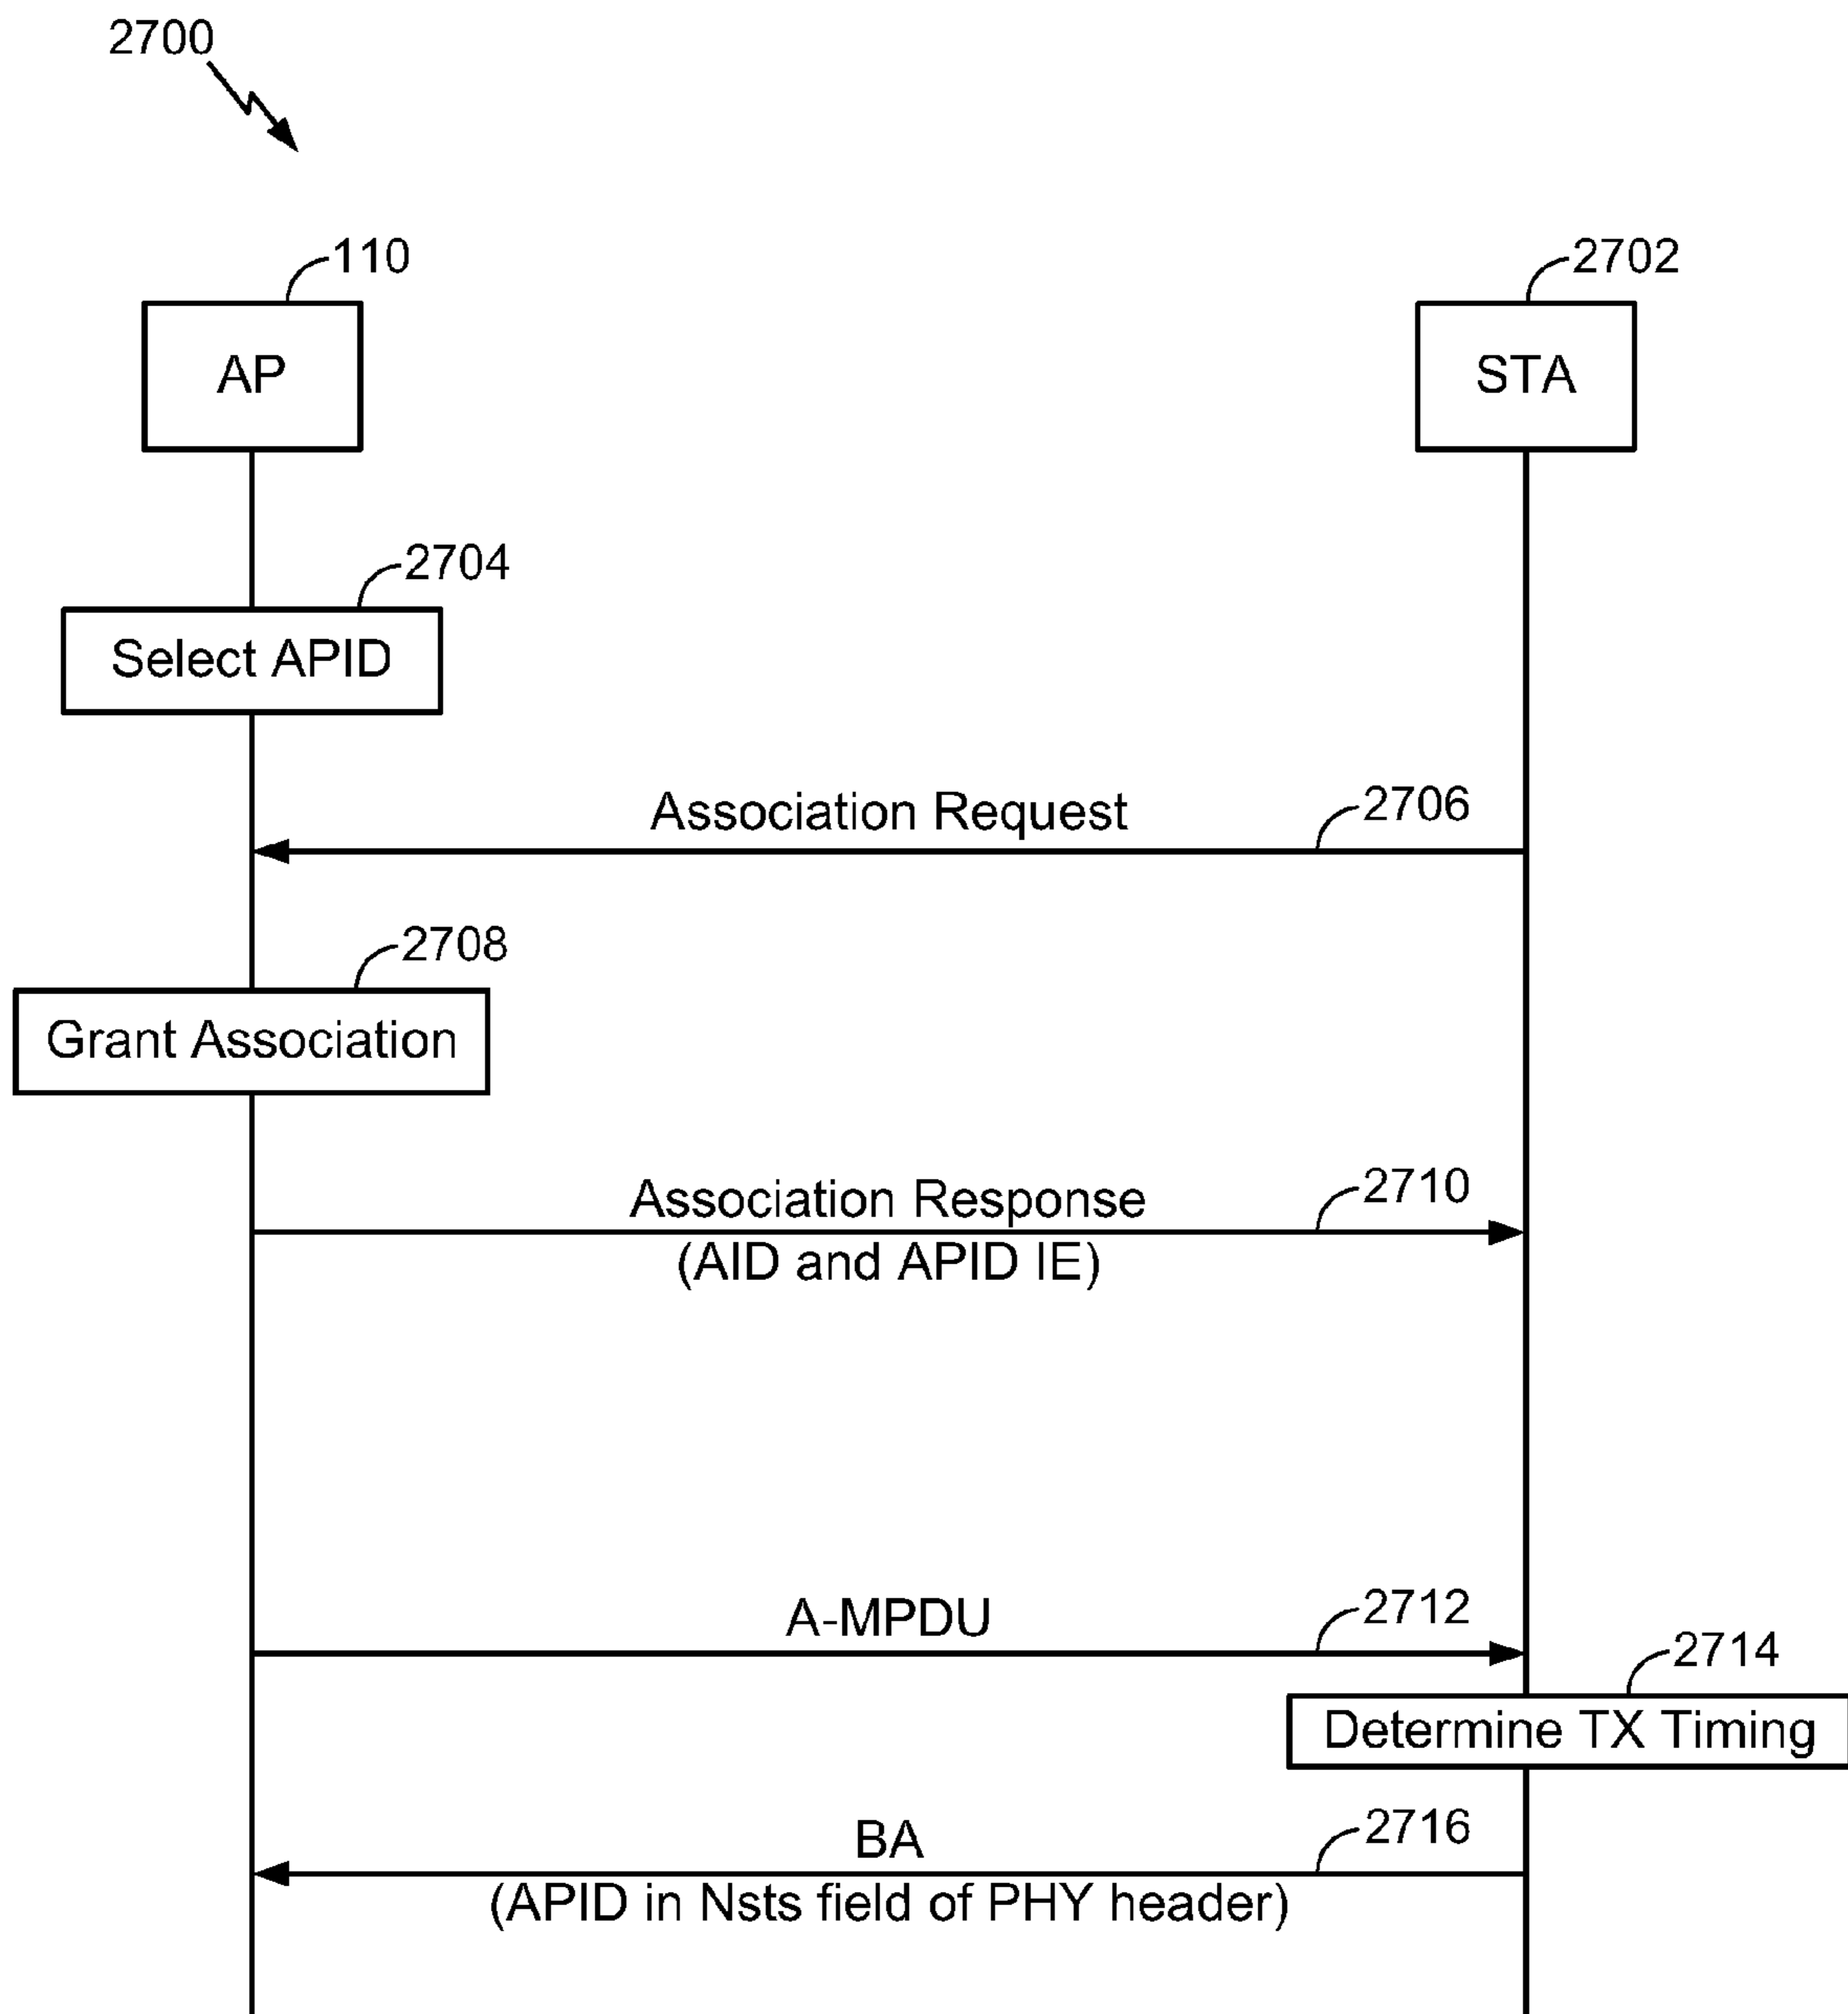 2700
110
2702
AP
STA
2704
Select APID
Association Request
2706
2708
Grant Association
Association Response
2710
(AID and APID IE)
A-MPDU
2712
2714
Determine TX Timing
BA
2716
(APID in Nsts field of PHY header)